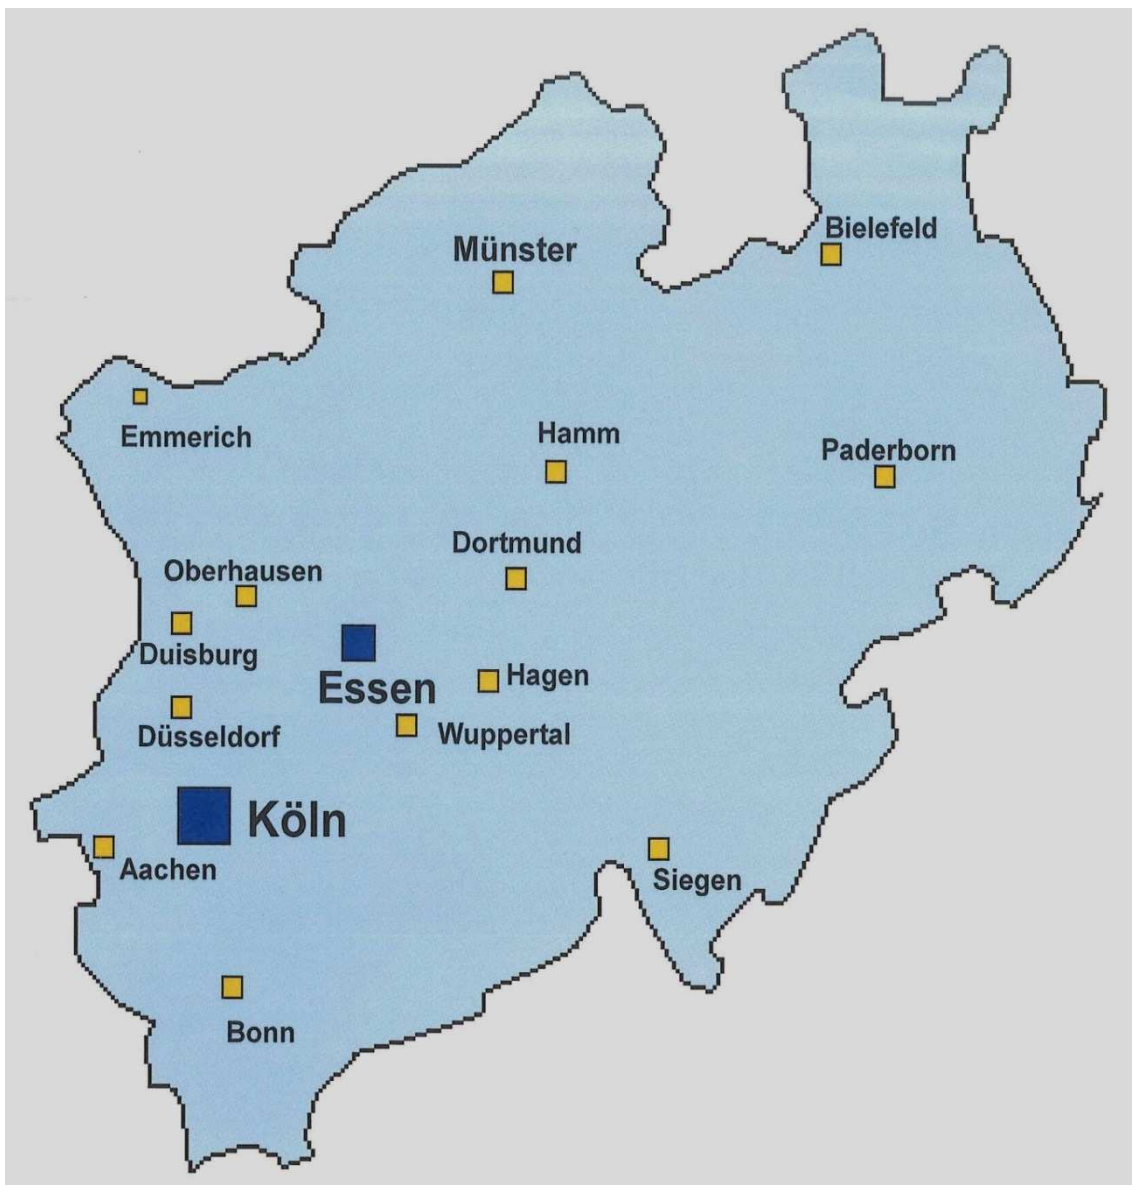 Bielefeld
Münster
Emmerich
Hamm
Paderborn
Dortmund
Oberhausen
Duisburg
Essen
Hagen
Düsseldorf
Wuppertal
Köln
Aachen
Siegen
Bonn